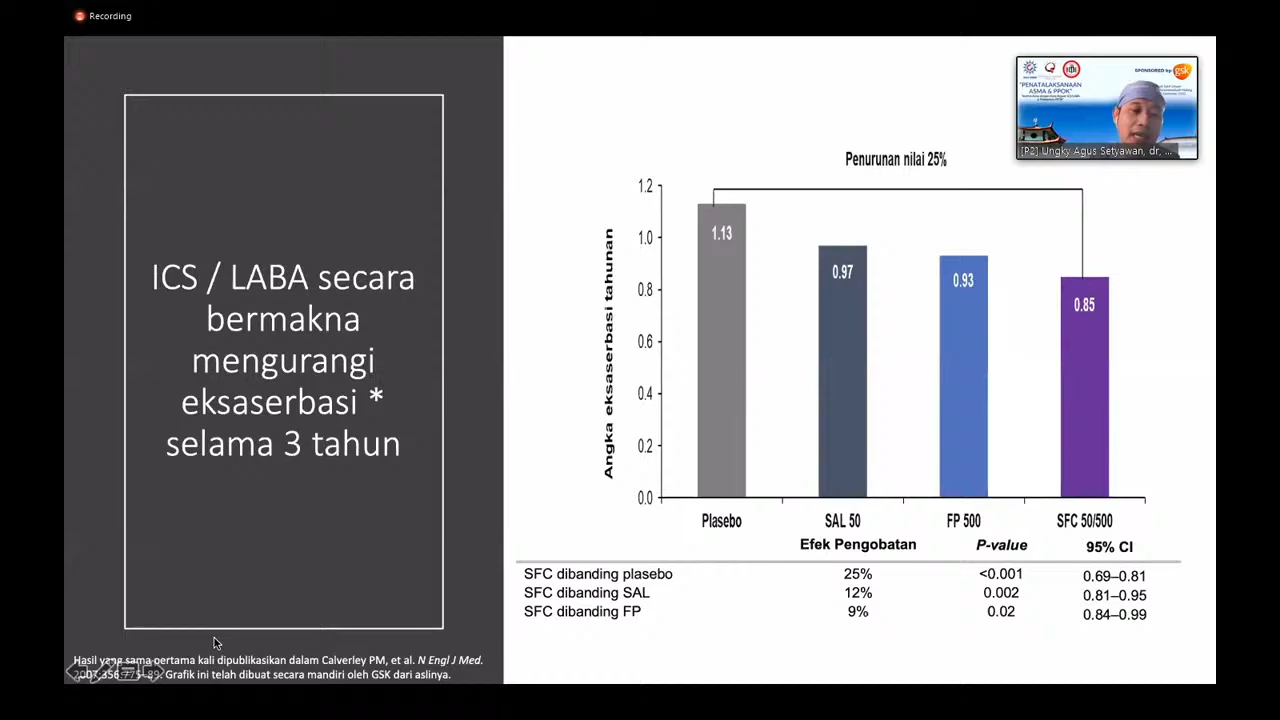 Recording
ICS / LABA secara
bermakna
mengurangi
eksaserbasi *
selama 3 tahun
Hasil yang sama pertama kali dipublikasikan dalam Calverley PM, et al. N Engl J Med.
2007;356:775-89. Grafik ini telah dibuat secara mandiri oleh GSK dari aslinya.
SPONSORED by:
gsk
"PENATALAKSANAAN
ASMA & PPOK"
[P2] Ungky Agus Setyawan, dr, ...
Penurunan nilai 25%
Angka eksaserbasi tahunan
1.2
1.0
0.8
0.6
0.4
0.2
0.0
1.13
0.97
0.93
0.85
Plasebo SAL 50 FP 500 SFC 50/500
Efek Pengobatan P-value 95% CI
SFC dibanding plasebo 25% <0.001 0.69–0.81
SFC dibanding SAL 12% 0.002 0.81–0.95
SFC dibanding FP 9% 0.02 0.84–0.99